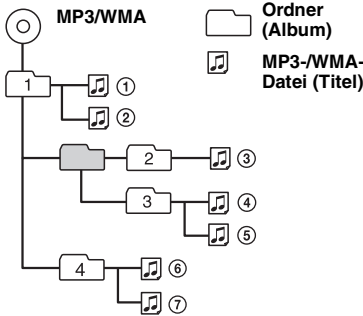 MP3/WMA
Ordner
(Album)
MP3-/WMA-
Datei (Titel)
1
①
②
2
③
3
④
⑤
4
⑥
⑦